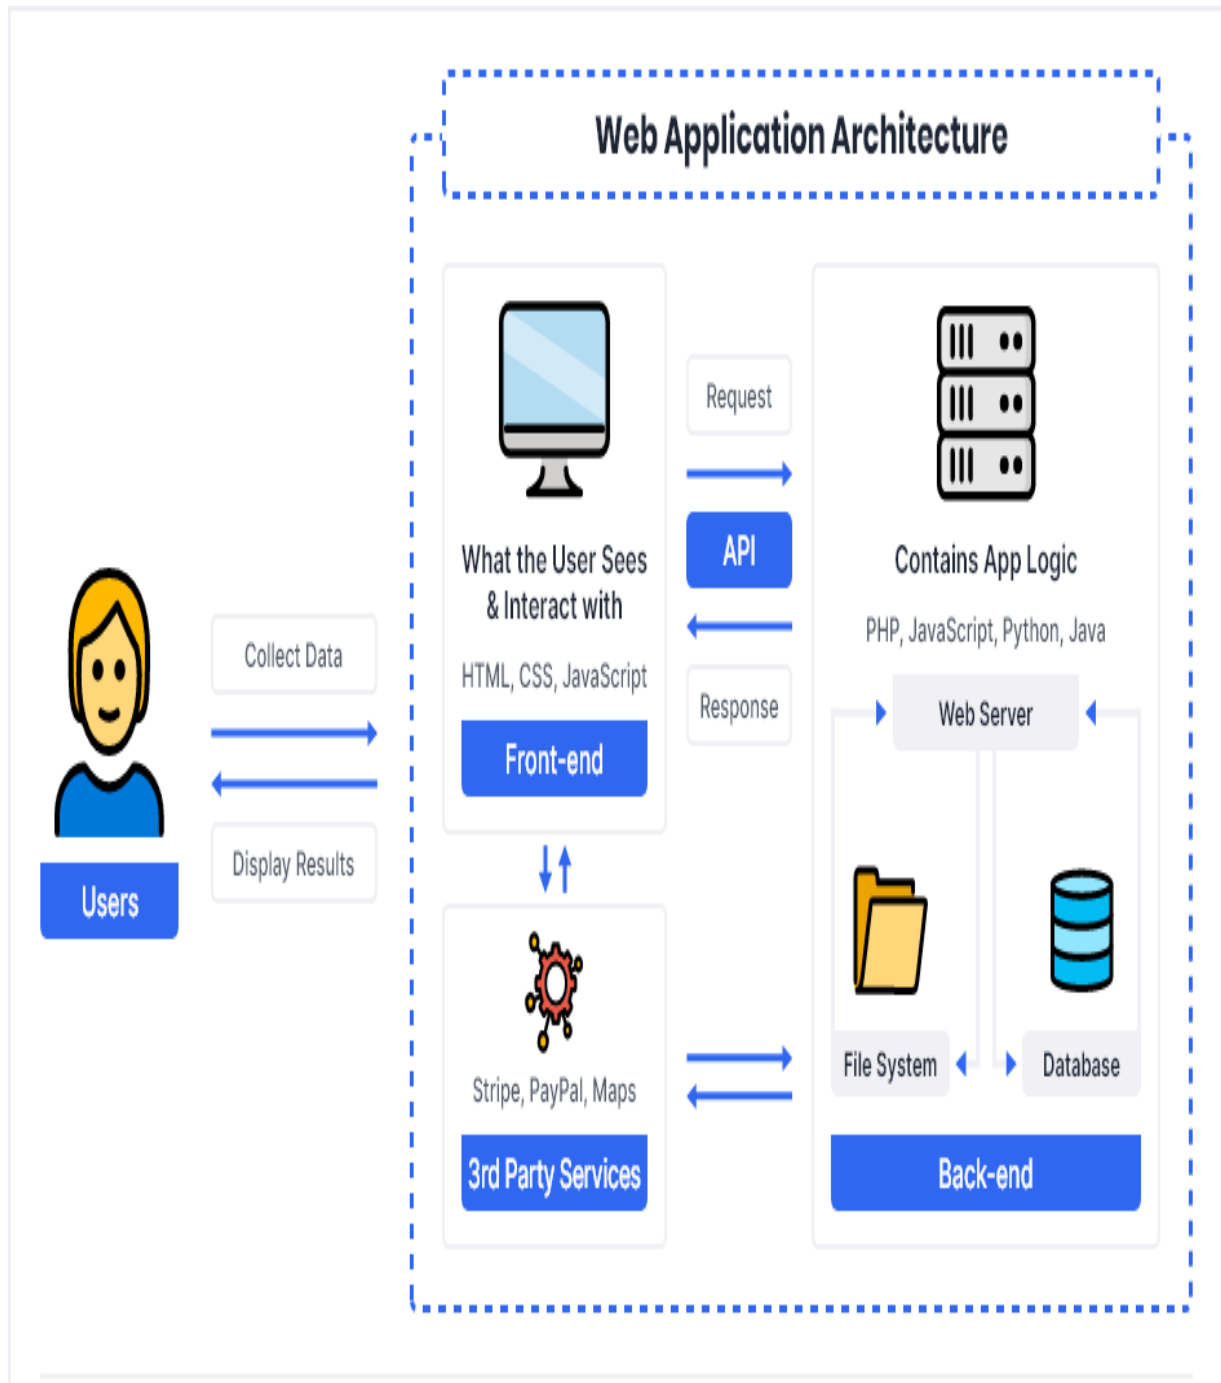 Web Application Architecture
What the User Sees
& Interact with
HTML, CSS, JavaScript
Front-end
Request
API
Response
Contains App Logic
PHP, JavaScript, Python, Java
Web Server
File System
Database
Back-end
Collect Data
Display Results
Users
Stripe, PayPal, Maps
3rd Party Services